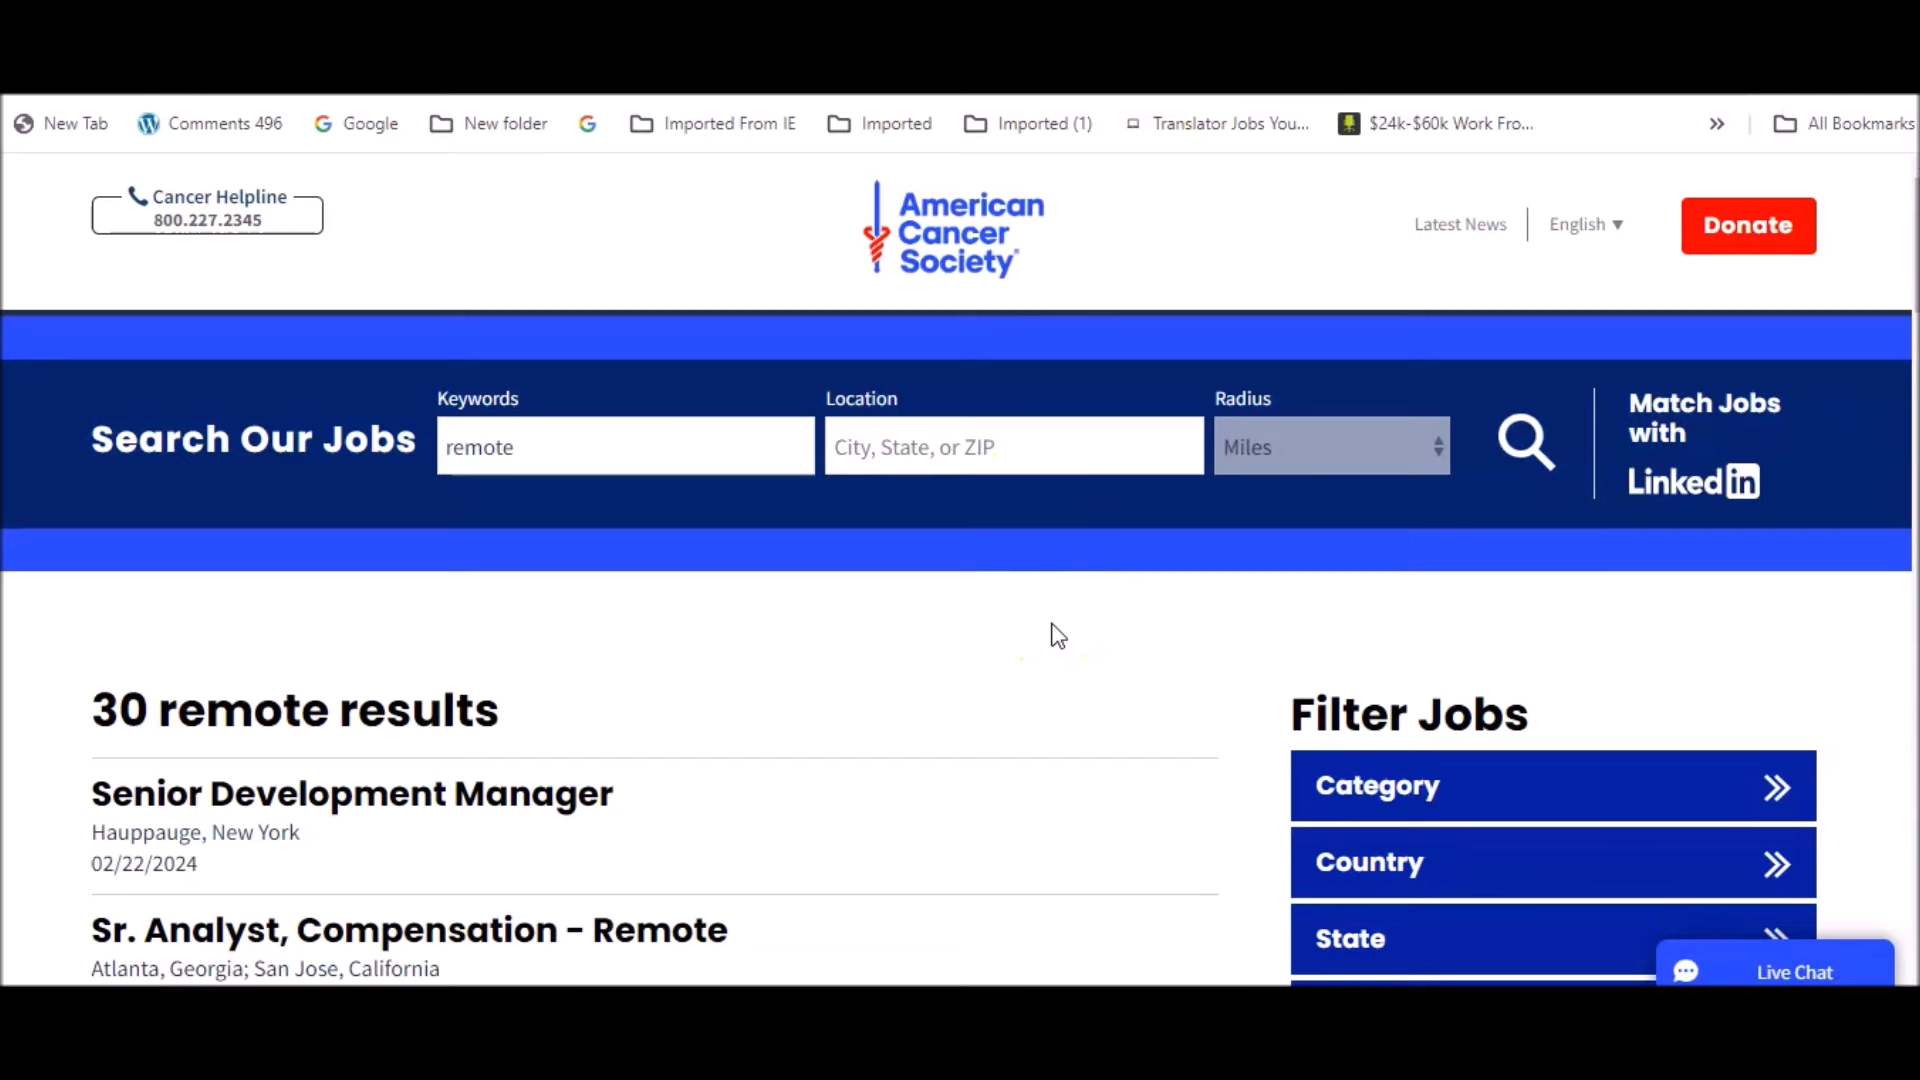 New Tab
Comments 496
Google
New folder
Imported From IE
Imported
Imported (1)
Translator Jobs You...
$24k-$60k Work Fro...
All Bookmarks
Cancer Helpline
800.227.2345
American
Cancer
Society®
Latest News
English
Donate
Search Our Jobs
Keywords
remote
Location
City, State, or ZIP
Radius
Miles
Match Jobs
with
Linkedin
30 remote results
Senior Development Manager
Hauppauge, New York
02/22/2024
Sr. Analyst, Compensation - Remote
Atlanta, Georgia; San Jose, California
Filter Jobs
Category
Country
State
Live Chat